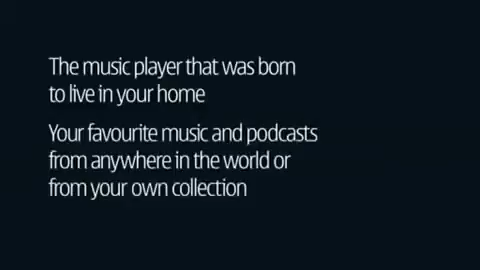 The music player that was born
to live in your home
Your favourite music and podcasts
from anywhere in the world or
from your own collection